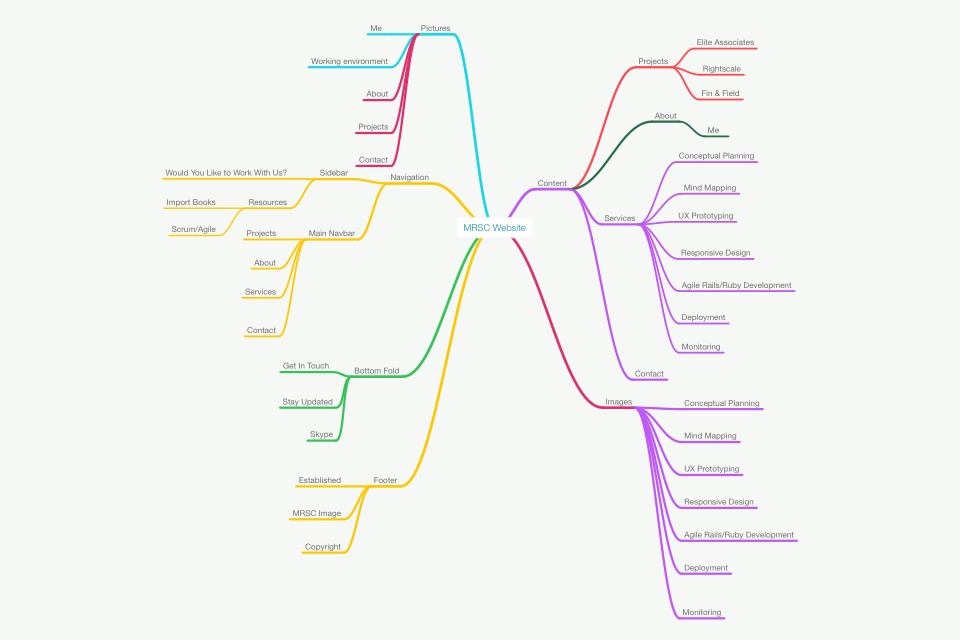 MRSC Website
Pictures
Me
Working environment
About
Projects
Contact
Navigation
Sidebar
Would You Like to Work With Us?
Resources
Import Books
Scrum/Agile
Main Navbar
Projects
About
Services
Contact
Bottom Fold
Get In Touch
Stay Updated
Skype
Footer
Established
MRSC Image
Copyright
Content
Projects
Elite Associates
Rightscale
Fin & Field
About
Me
Services
Conceptual Planning
Mind Mapping
UX Prototyping
Responsive Design
Agile Rails/Ruby Development
Deployment
Monitoring
Contact
Images
Conceptual Planning
Mind Mapping
UX Prototyping
Responsive Design
Agile Rails/Ruby Development
Deployment
Monitoring